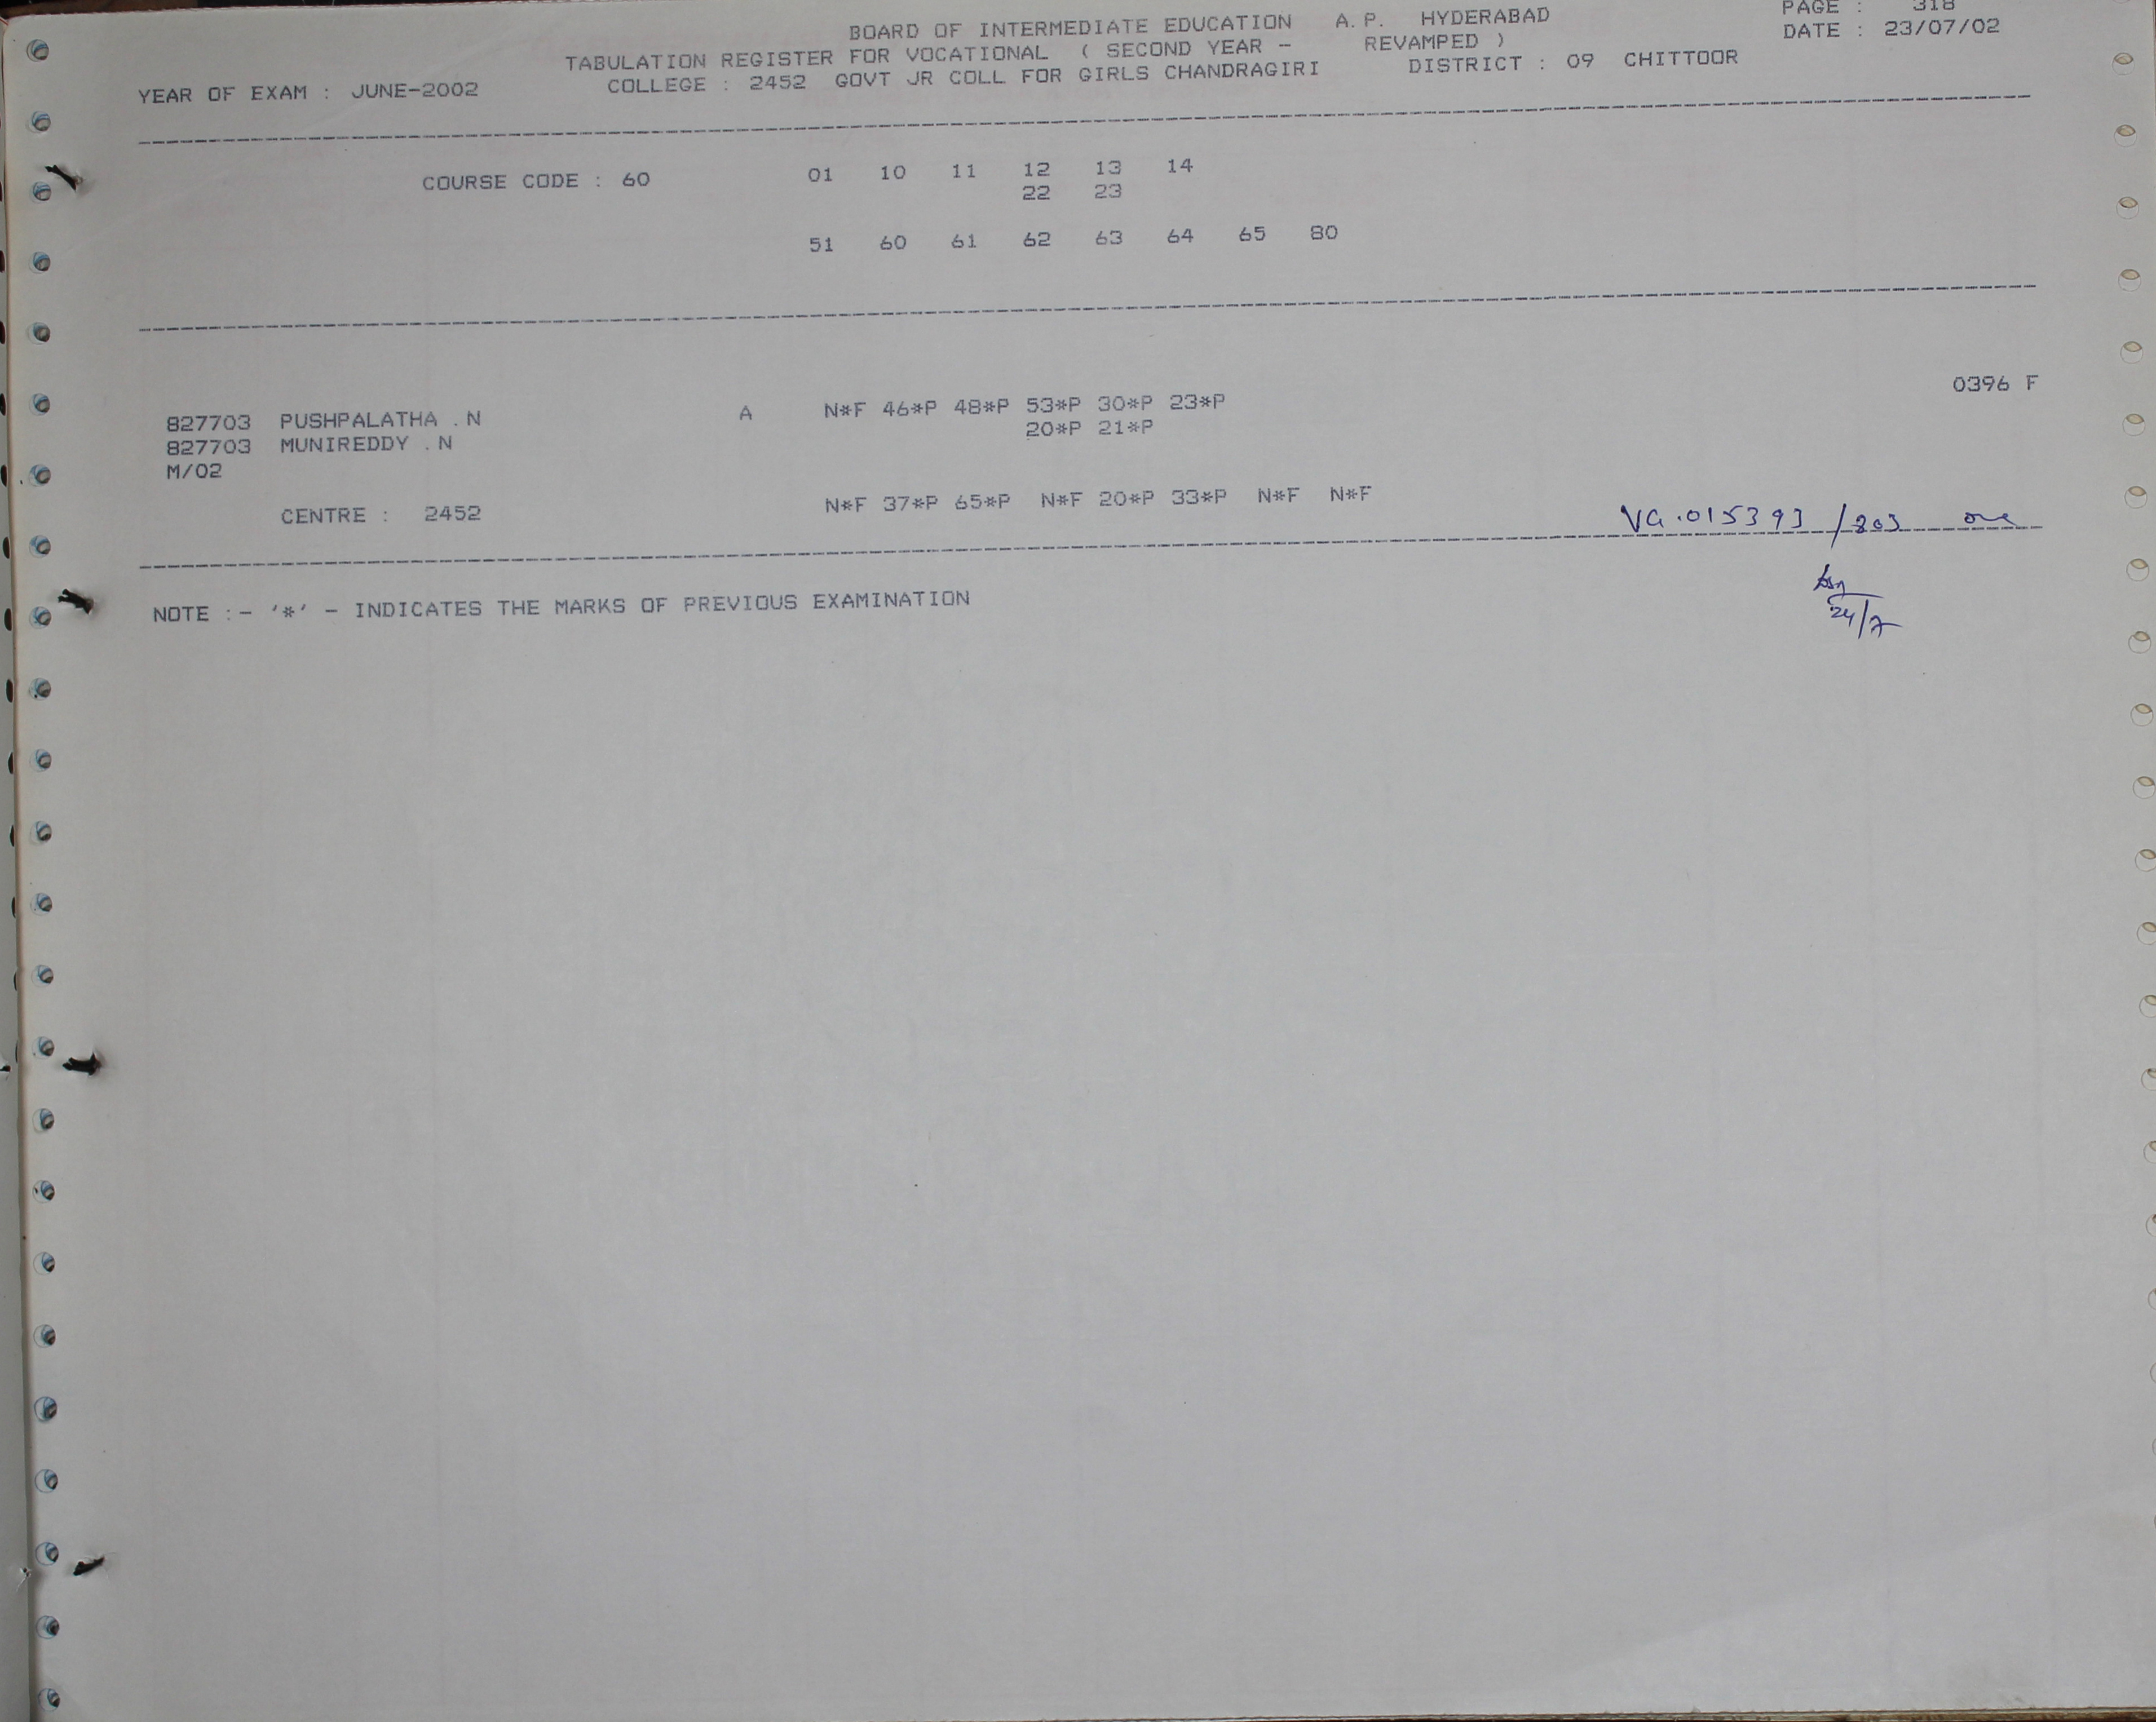 BOARD OF INTERMEDIATE EDUCATION A.P. HYDERABAD PAGE : 318
TABULATION REGISTER FOR VOCATIONAL ( SECOND YEAR - REVAMPED ) DATE : 23/07/02
YEAR OF EXAM : JUNE-2002 COLLEGE : 2452 GOVT JR COLL FOR GIRLS CHANDRAGIRI DISTRICT : 09 CHITTOOR
COURSE CODE : 60 01 10 11 12 13 14
22 23
51 60 61 62 63 64 65 80
0396 F
827703 PUSHPALATHA . N A N*F 46*P 48*P 53*P 30*P 23*P
827703 MUNIREDDY . N 20*P 21*P
M/02
CENTRE : 2452 N*F 37*P 65*P N*F 20*P 33*P N*F N*F
VG.015393 /803
24/7
NOTE :- '*' - INDICATES THE MARKS OF PREVIOUS EXAMINATION